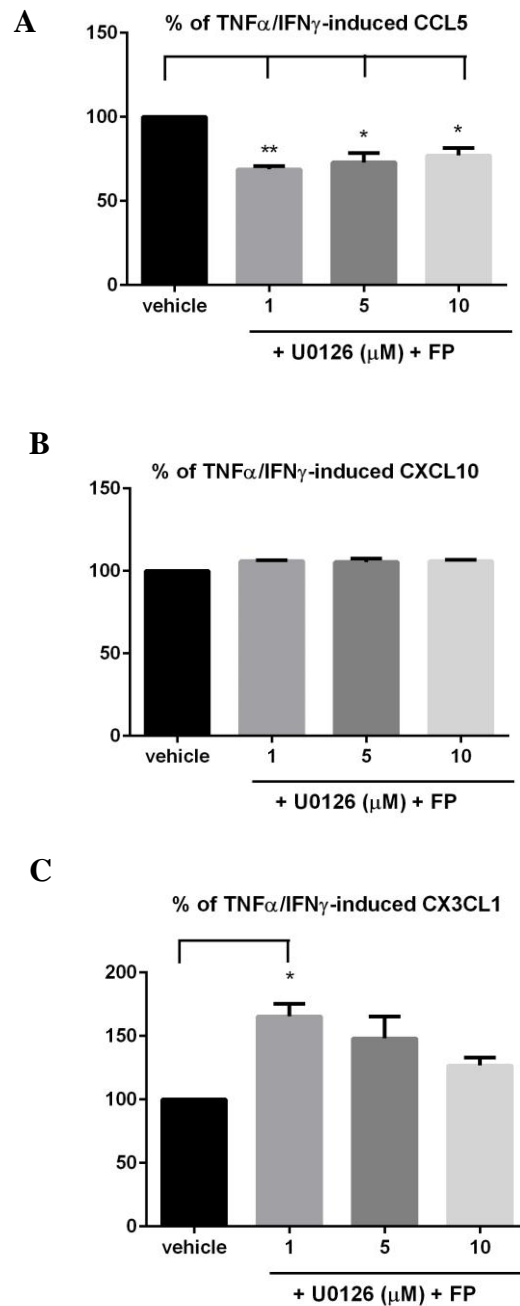 A
% of TNFα/IFNγ-induced CCL5
150
100
50
0
** * *
vehicle 1 5 10
+ U0126 (μM) + FP
B
% of TNFα/IFNγ-induced CXCL10
150
100
50
0
vehicle 1 5 10
+ U0126 (μM) + FP
C
% of TNFα/IFNγ-induced CX3CL1
200
150
100
50
0
*
vehicle 1 5 10
+ U0126 (μM) + FP